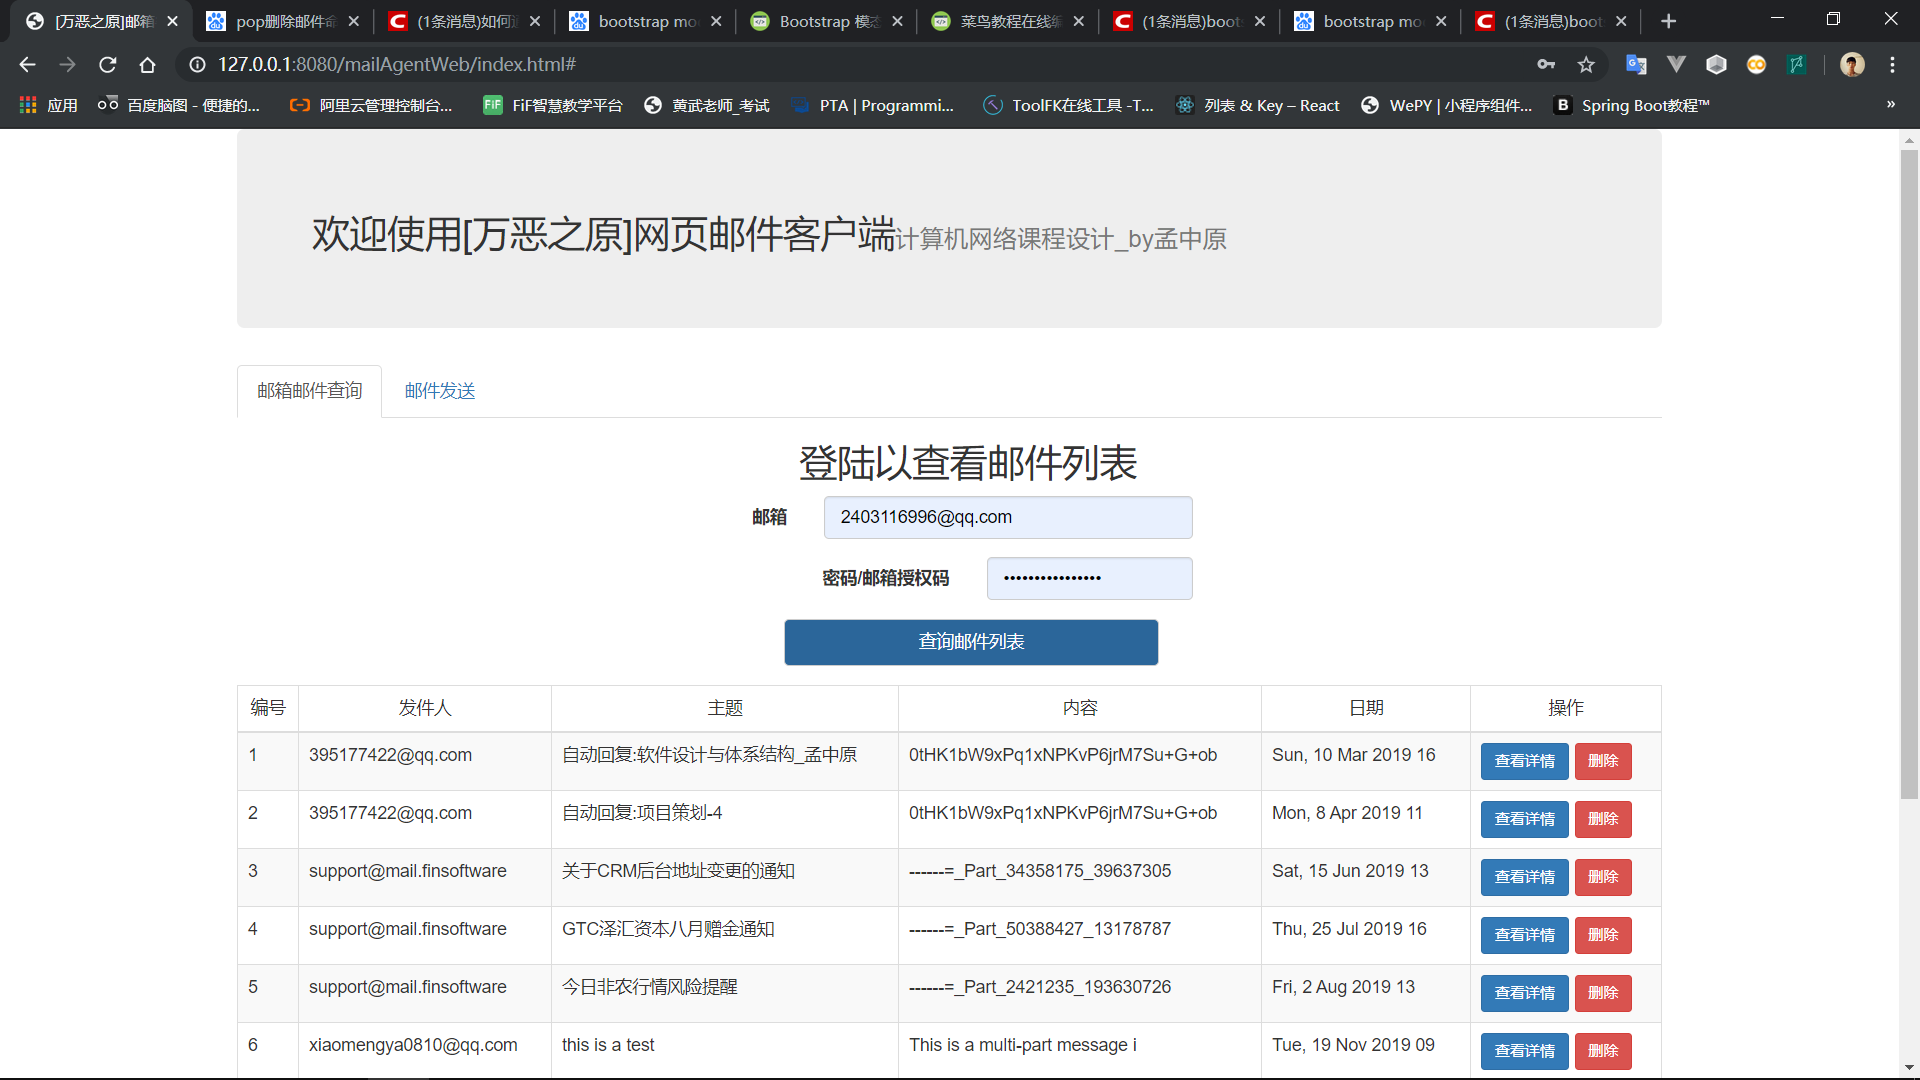 [万恶之原]邮箱
pop删除邮件命
(1条消息)如何
bootstrap mo
Bootstrap 模态
菜鸟教程在线编
(1条消息)boot
bootstrap mo
(1条消息)boot
127.0.0.1:8080/mailAgentWeb/index.html#
应用
百度脑图 - 便捷的...
阿里云管理控制台...
FiF智慧教学平台
黄武老师_考试
PTA | Programmi...
ToolFK在线工具 -T...
列表 & Key – React
WePY | 小程序组件...
Spring Boot教程™
»
欢迎使用[万恶之原]网页邮件客户端计算机网络课程设计_by孟中原
邮箱邮件查询
邮件发送
登陆以查看邮件列表
邮箱
2403116996@qq.com
密码/邮箱授权码
••••••••••••••••
查询邮件列表
编号 发件人 主题 内容 日期 操作
1 395177422@qq.com 自动回复:软件设计与体系结构_孟中原 0tHK1bW9xPq1xNPKvP6jrM7Su+G+ob Sun, 10 Mar 2019 16 查看详情 删除
2 395177422@qq.com 自动回复:项目策划-4 0tHK1bW9xPq1xNPKvP6jrM7Su+G+ob Mon, 8 Apr 2019 11 查看详情 删除
3 support@mail.finsoftware 关于CRM后台地址变更的通知 ------=_Part_34358175_39637305 Sat, 15 Jun 2019 13 查看详情 删除
4 support@mail.finsoftware GTC泽汇资本八月赠金通知 ------=_Part_50388427_13178787 Thu, 25 Jul 2019 16 查看详情 删除
5 support@mail.finsoftware 今日非农行情风险提醒 ------=_Part_2421235_193630726 Fri, 2 Aug 2019 13 查看详情 删除
6 xiaomengya0810@qq.com this is a test This is a multi-part message i Tue, 19 Nov 2019 09 查看详情 删除